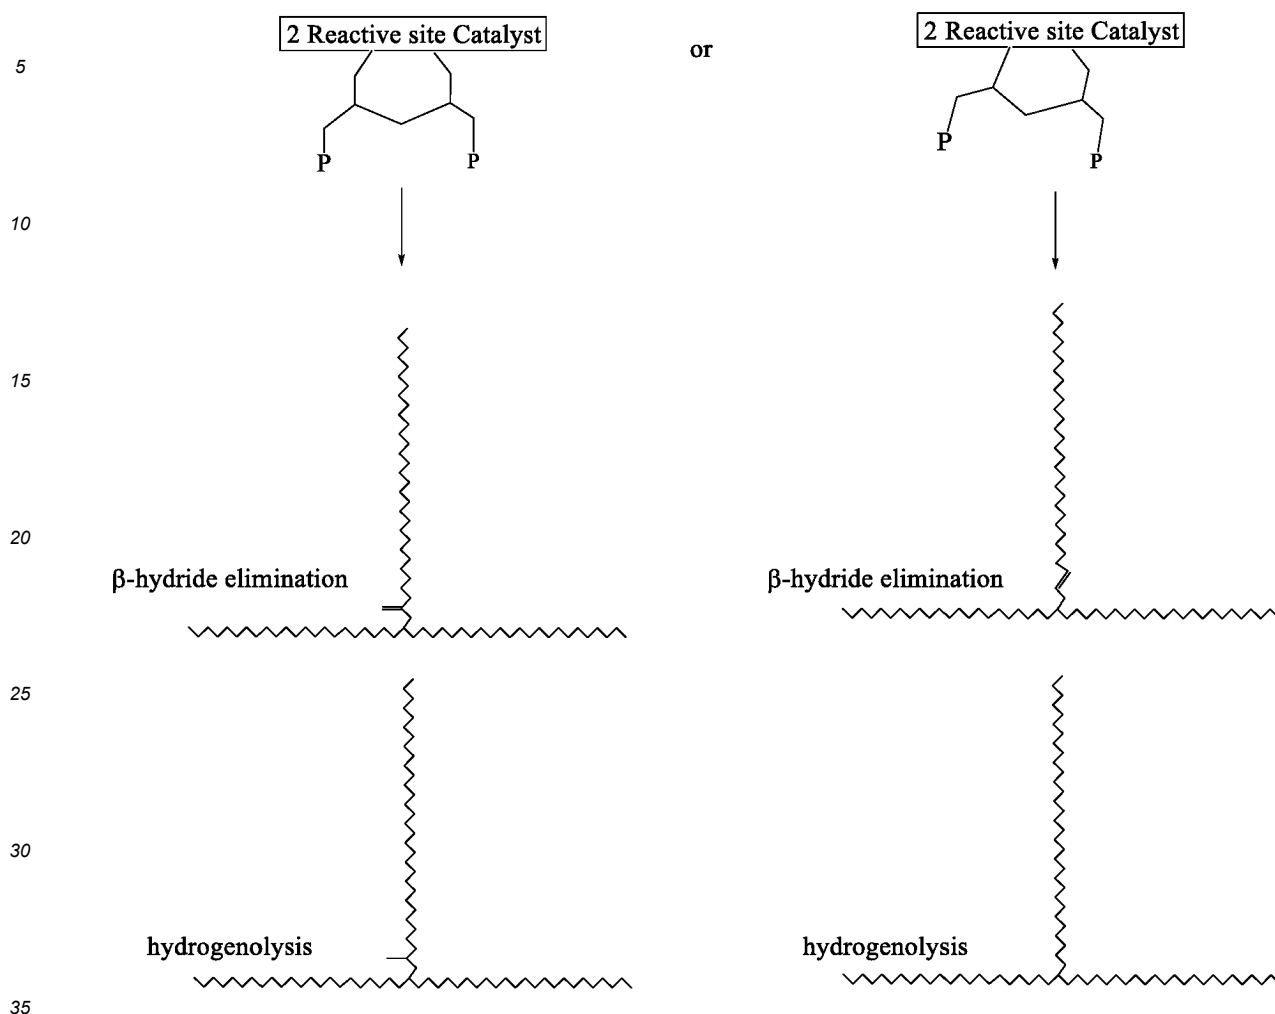 2 Reactive site Catalyst
or
2 Reactive site Catalyst
5
P
P
P
P
10
15
20
β-hydride elimination
β-hydride elimination
25
30
hydrogenolysis
hydrogenolysis
35